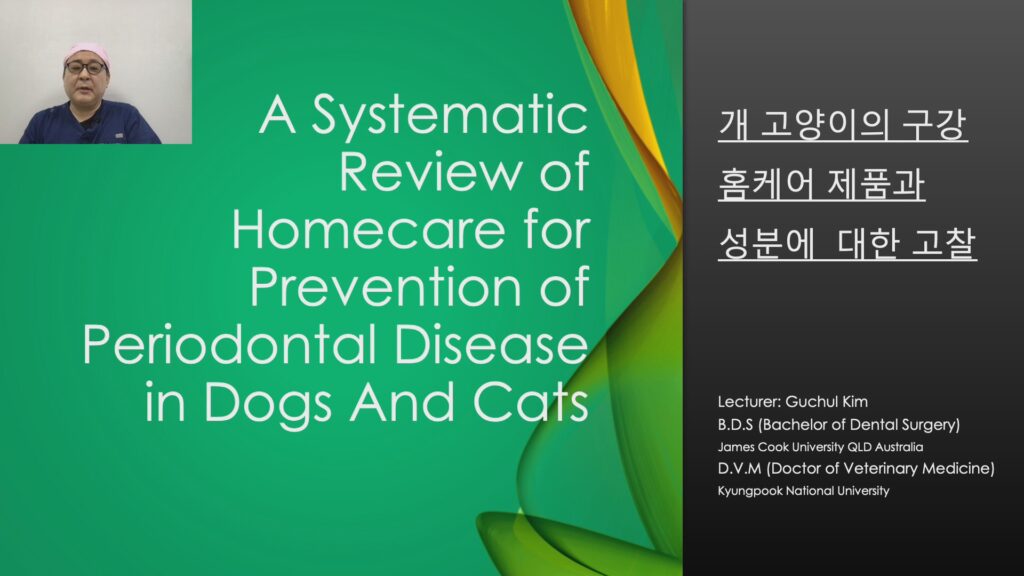 A Systematic
Review of
Homecare for
Prevention of
Periodontal Disease
in Dogs And Cats
개 고양이의 구강
홈케어 제품과
성분에 대한 고찰
Lecturer: Guchul Kim
B.D.S (Bachelor of Dental Surgery)
James Cook University QLD Australia
D.V.M (Doctor of Veterinary Medicine)
Kyungpook National University